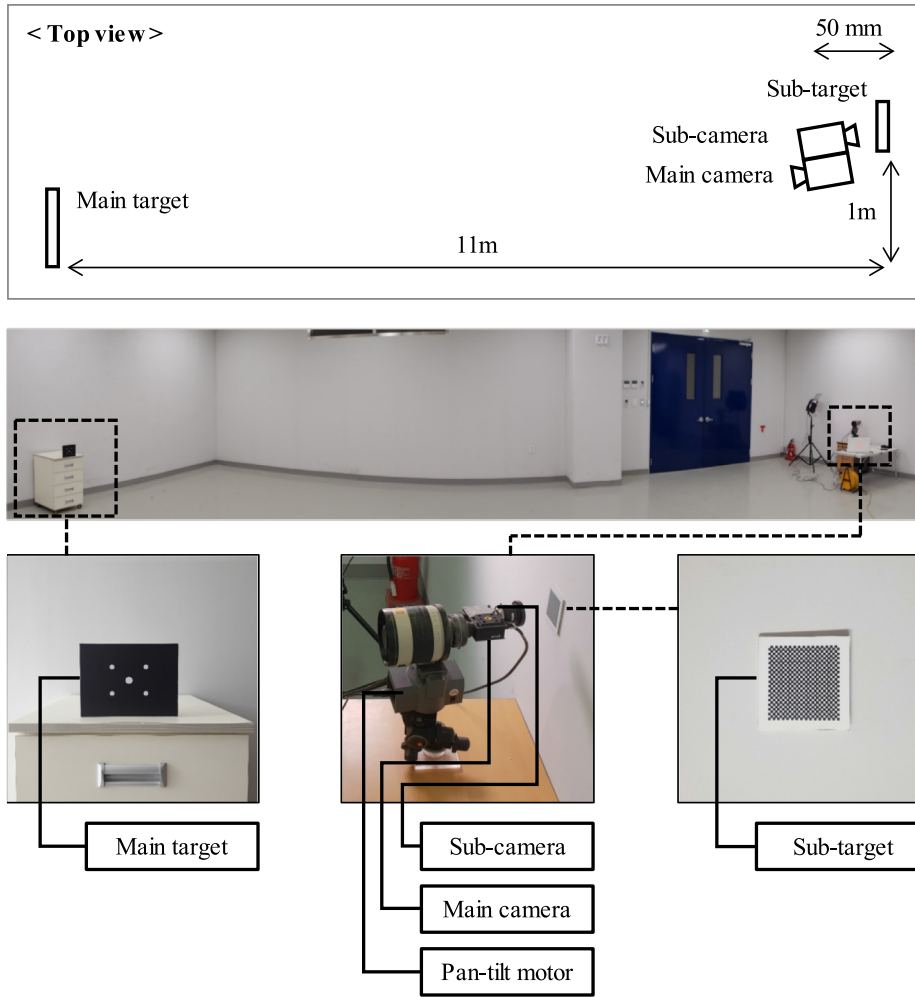 < Top view >
50 mm
Sub-target
Sub-camera
Main camera
Main target
1m
11m
Main target
Sub-camera
Sub-target
Main camera
Pan-tilt motor